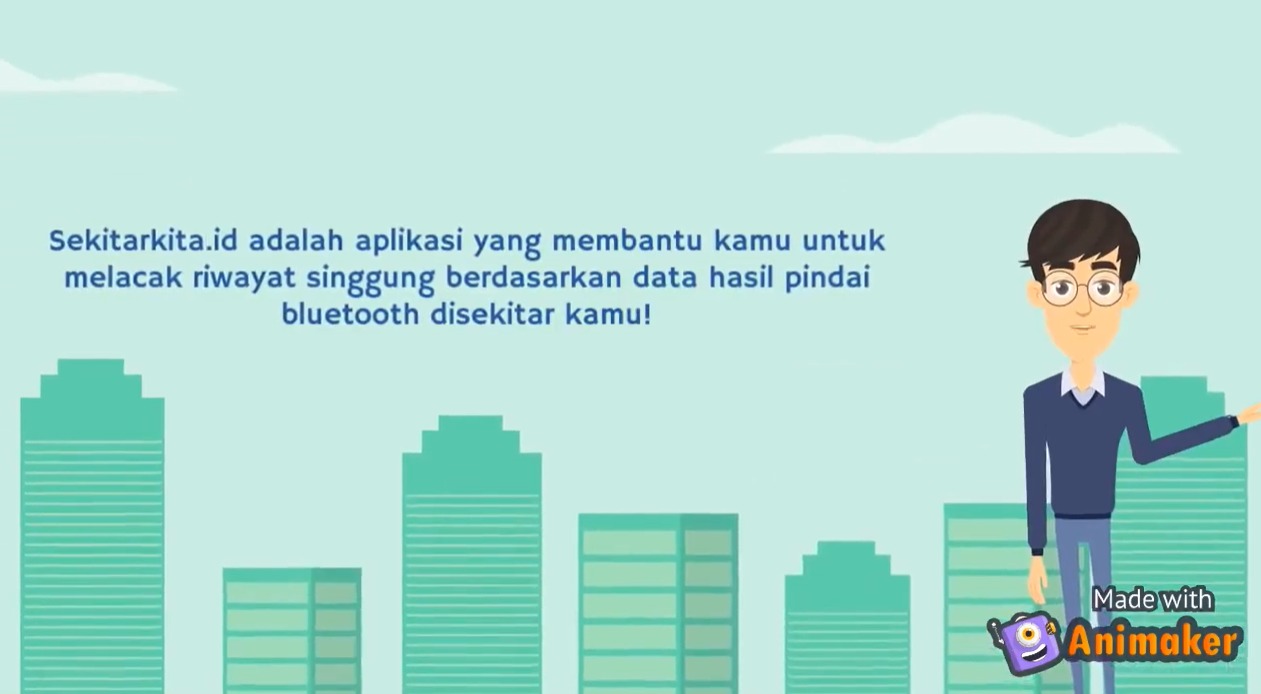 Sekitarkita.id adalah aplikasi yang membantu kamu untuk
melacak riwayat singgung berdasarkan data hasil pindai
bluetooth disekitar kamu!
Made with
Animaker